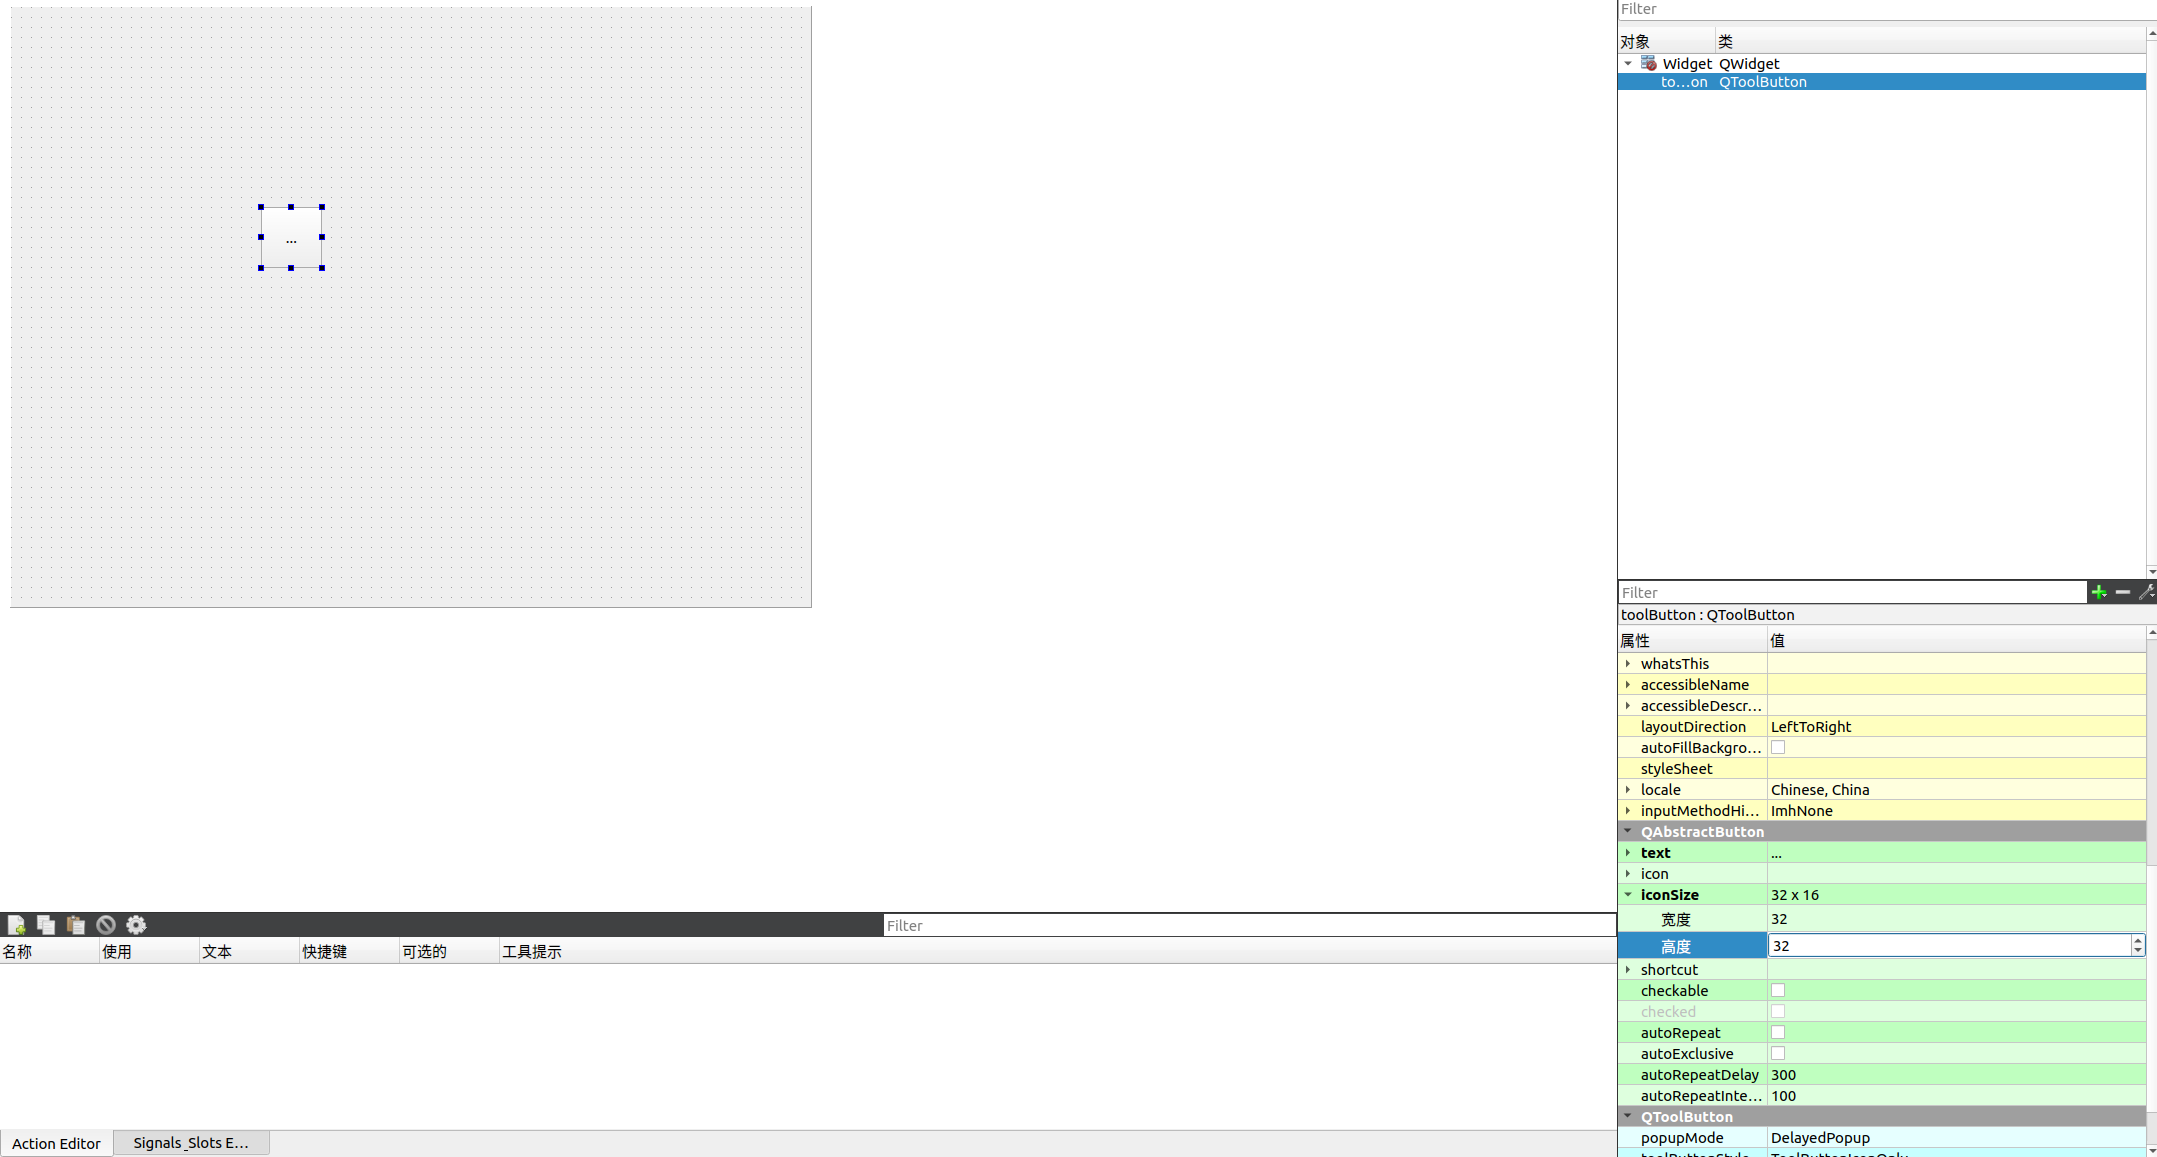 ...
Filter
对象 类
Widget QWidget
to...on QToolButton
Filter
toolButton : QToolButton
属性 值
whatsThis
accessibleName
accessibleDescr...
layoutDirection LeftToRight
autoFillBackgro...
styleSheet
locale Chinese, China
inputMethodHi... ImhNone
QAbstractButton
text ...
icon
iconSize 32 x 16
宽度 32
高度 32
shortcut
checkable
checked
autoRepeat
autoExclusive
autoRepeatDelay 300
autoRepeatInte... 100
QToolButton
popupMode DelayedPopup
Filter
名称 使用 文本 快捷键 可选的 工具提示
Action Editor Signals_Slots E...